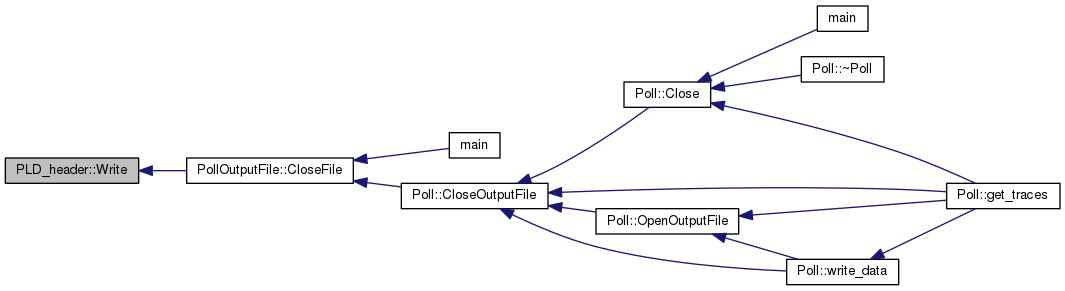 main
Poll::~Poll
Poll::Close
main
PLD_header::Write
PollOutputFile::CloseFile
Poll::CloseOutputFile
Poll::get_traces
Poll::OpenOutputFile
Poll::write_data